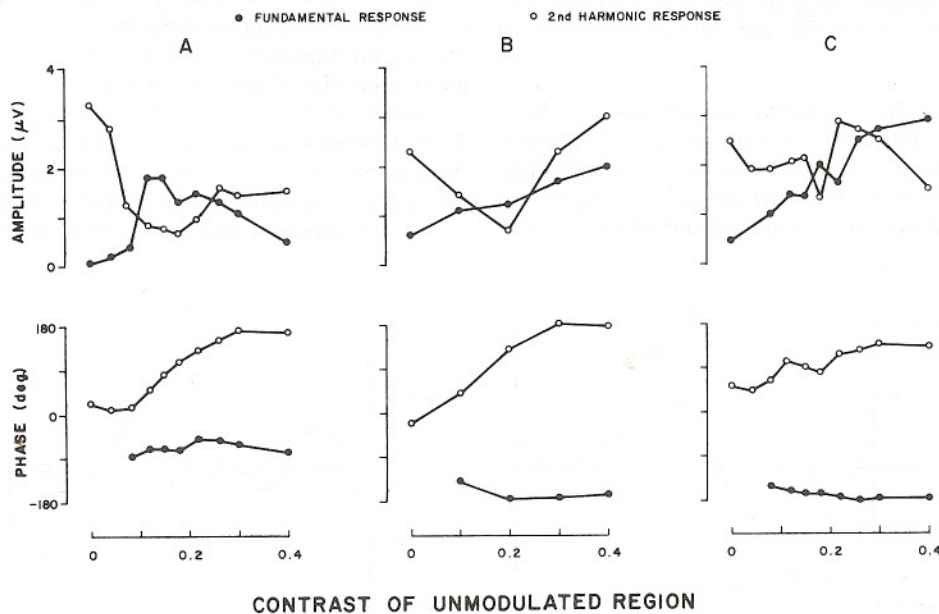 FUNDAMENTAL RESPONSE
2nd HARMONIC RESPONSE
A
B
C
AMPLITUDE (μV)
4
2
0
PHASE (deg)
180
0
-180
0 0.2 0.4
0 0.2 0.4
0 0.2 0.4
CONTRAST OF UNMODULATED REGION